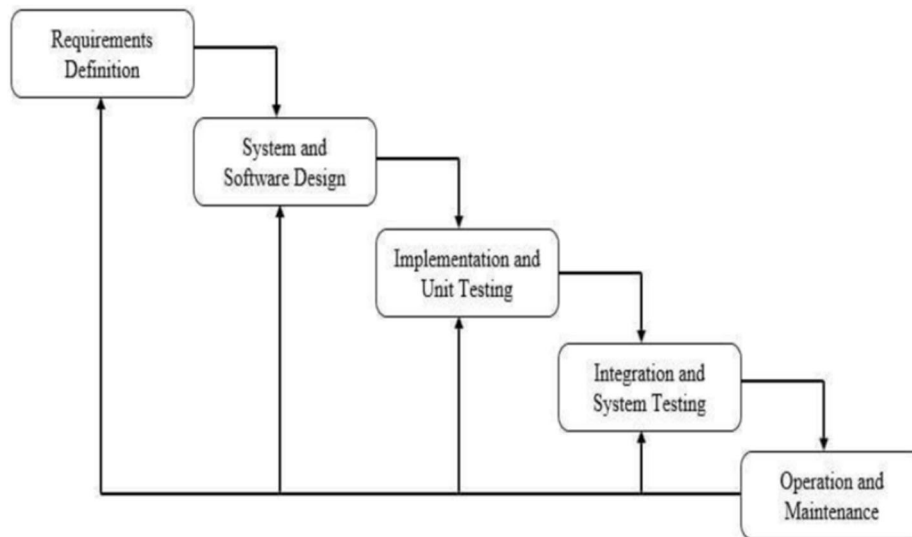 Requirements
Definition
System and
Software Design
Implementation and
Unit Testing
Integration and
System Testing
Operation and
Maintenance